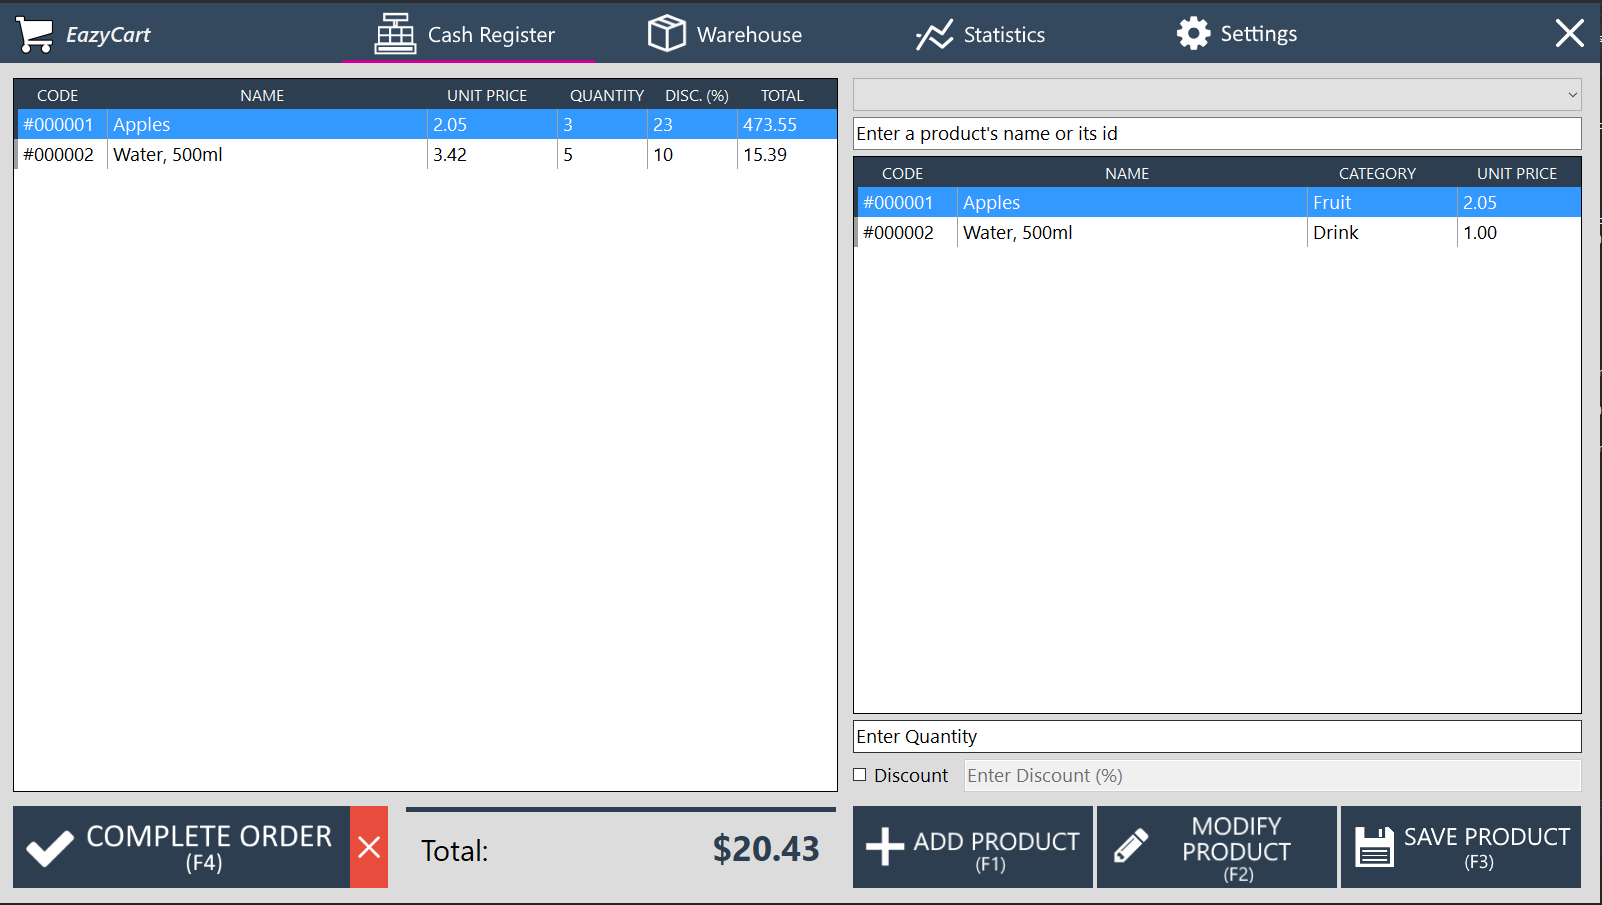 EazyCart
Cash Register
Warehouse
Statistics
Settings
CODE NAME UNIT PRICE QUANTITY DISC. (%) TOTAL
#000001 Apples 2.05 3 23 473.55
#000002 Water, 500ml 3.42 5 10 15.39
Enter a product's name or its id
CODE NAME CATEGORY UNIT PRICE
#000001 Apples Fruit 2.05
#000002 Water, 500ml Drink 1.00
Enter Quantity
Discount
Enter Discount (%)
COMPLETE ORDER
(F4)
Total: $20.43
ADD PRODUCT
(F1)
MODIFY
PRODUCT
(F2)
SAVE PRODUCT
(F3)